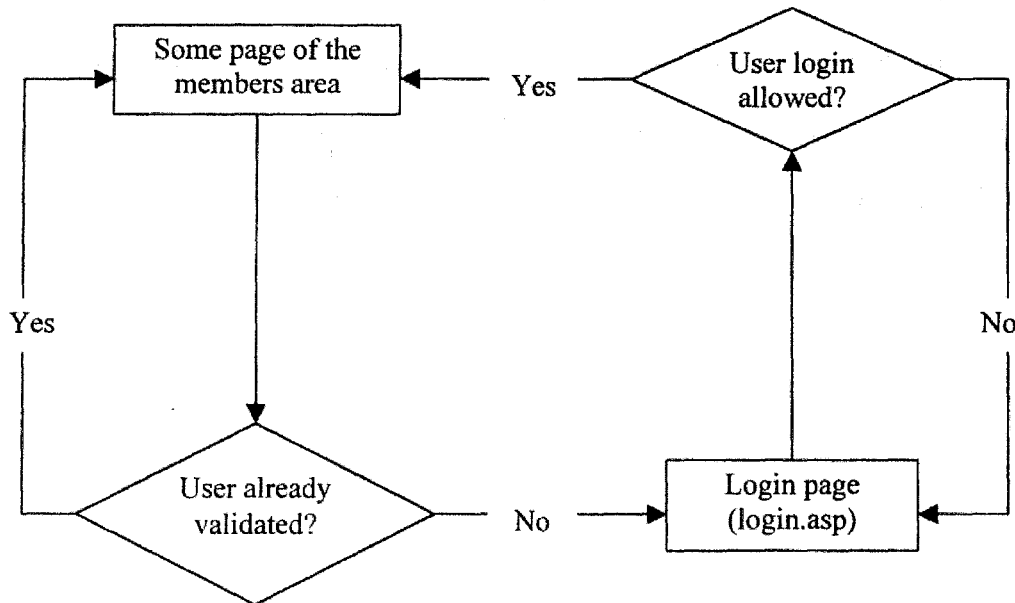 Some page of the
members area
Yes
User login
allowed?
Yes
No
User already
validated?
No
Login page
(login.asp)